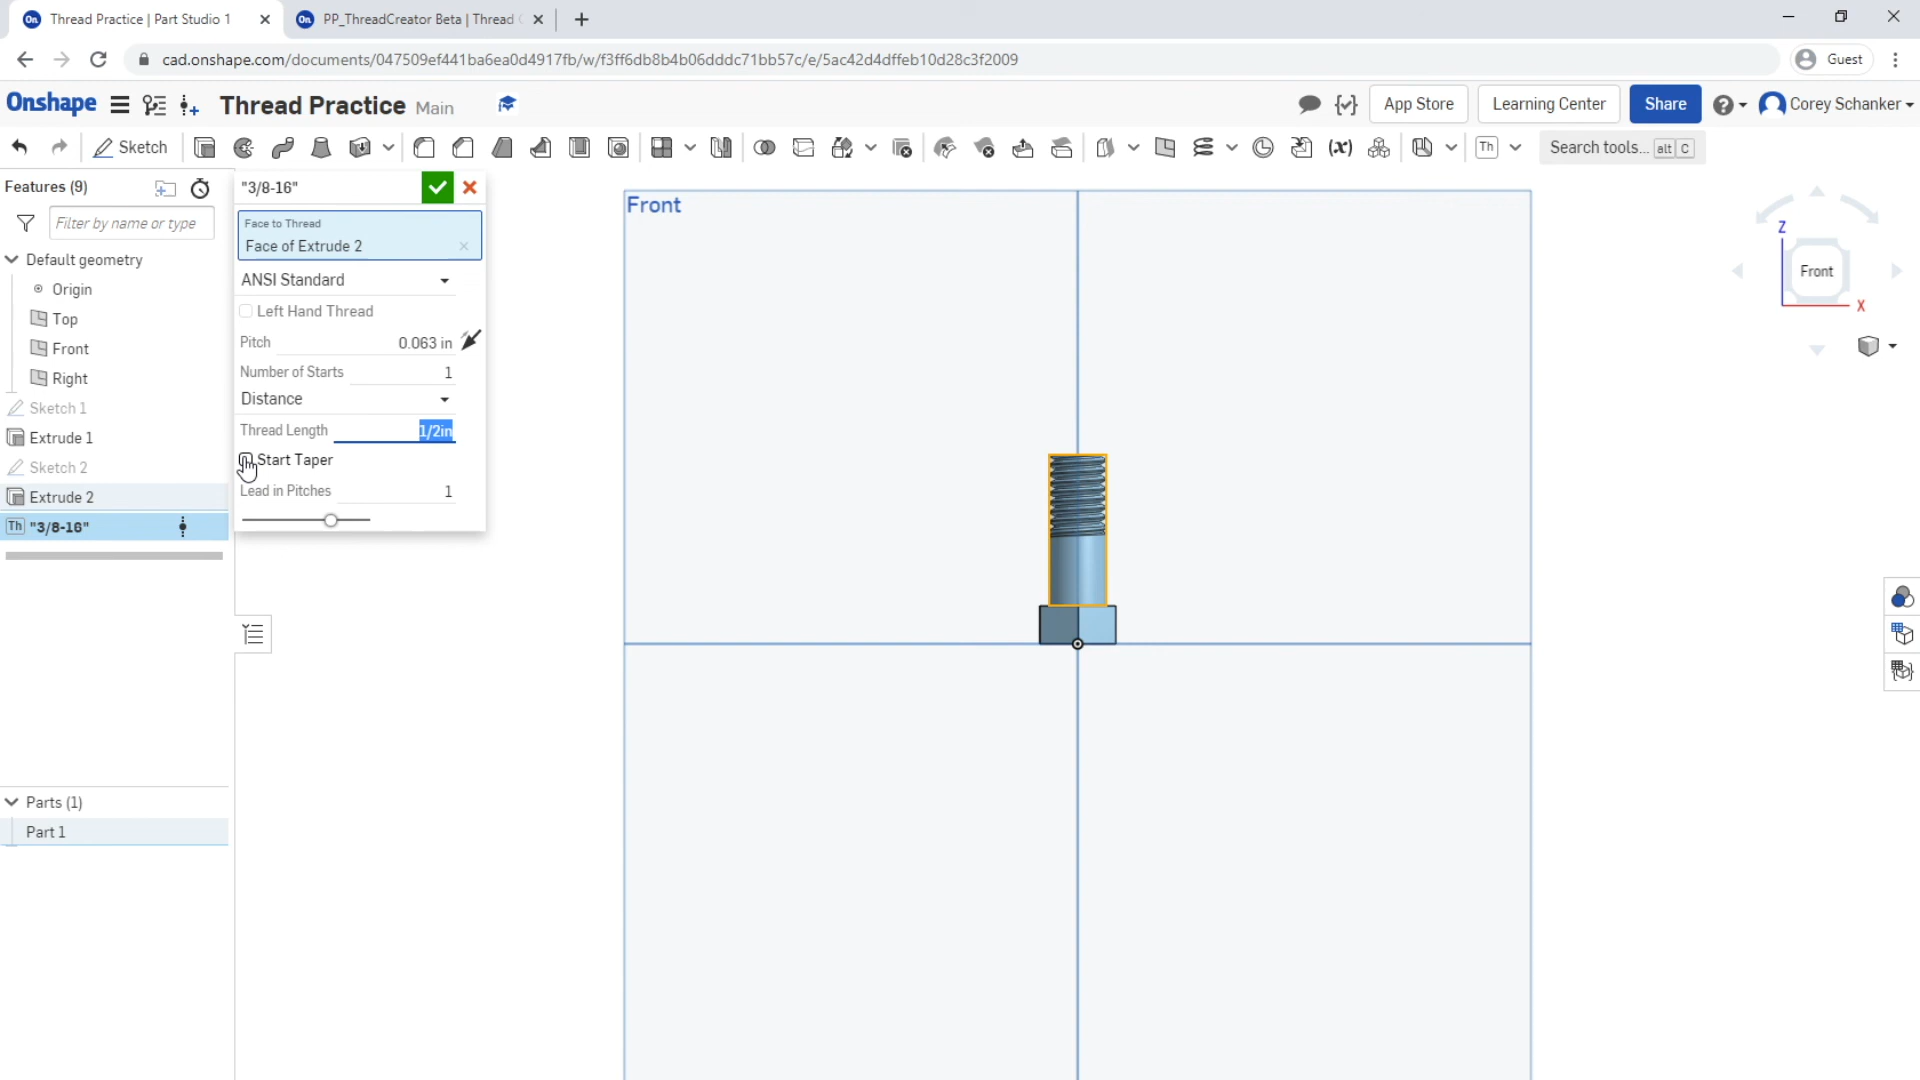 Thread Practice | Part Studio 1
PP_ThreadCreator Beta | Thread
cad.onshape.com/documents/047509ef441ba6ea0d4917fb/w/f3ff6db8b4b06dddc71bb57c/e/5ac42d4dffeb10d28c3f2009
Guest
Onshape
Thread Practice Main
App Store
Learning Center
Share
Corey Schanker
Sketch
Th
Search tools... alt C
Features (9)
Filter by name or type
Default geometry
Origin
Top
Front
Right
Sketch 1
Extrude 1
Sketch 2
Extrude 2
Th "3/8-16"
Parts (1)
Part 1
"3/8-16"
Face to Thread
Face of Extrude 2
ANSI Standard
Left Hand Thread
Pitch 0.063 in
Number of Starts 1
Distance
Thread Length 1/2in
Start Taper
Lead in Pitches 1
Front
Z
Front
X